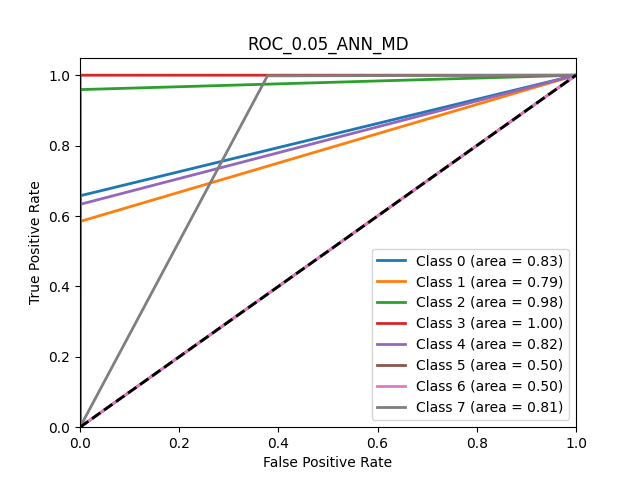 ROC_0.05_ANN_MD
True Positive Rate
1.0
0.8
0.6
0.4
0.2
0.0
Class 0 (area = 0.83)
Class 1 (area = 0.79)
Class 2 (area = 0.98)
Class 3 (area = 1.00)
Class 4 (area = 0.82)
Class 5 (area = 0.50)
Class 6 (area = 0.50)
Class 7 (area = 0.81)
0.0 0.2 0.4 0.6 0.8 1.0
False Positive Rate